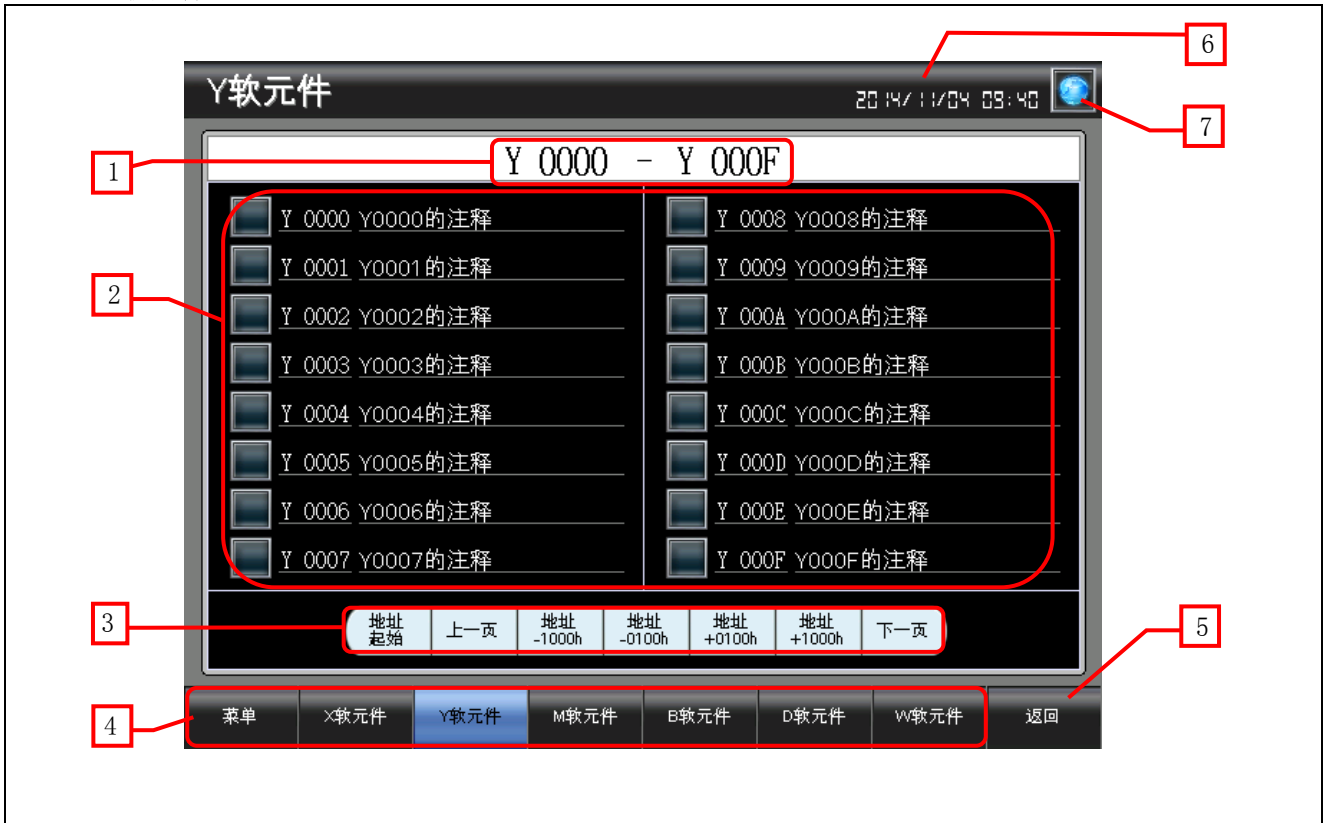 6
Y软元件
2014/11/04 09:40
7
1
Y 0000 - Y 000F
2
Y 0000 Y0000的注释
Y 0001 Y0001的注释
Y 0002 Y0002的注释
Y 0003 Y0003的注释
Y 0004 Y0004的注释
Y 0005 Y0005的注释
Y 0006 Y0006的注释
Y 0007 Y0007的注释
Y 0008 Y0008的注释
Y 0009 Y0009的注释
Y 000A Y000A的注释
Y 000B Y000B的注释
Y 000C Y000C的注释
Y 000D Y000D的注释
Y 000E Y000E的注释
Y 000F Y000F的注释
3
地址
起始
上一页
地址
-1000h
地址
-0100h
地址
+0100h
地址
+1000h
下一页
5
4
菜单
X软元件
Y软元件
M软元件
B软元件
D软元件
W软元件
返回